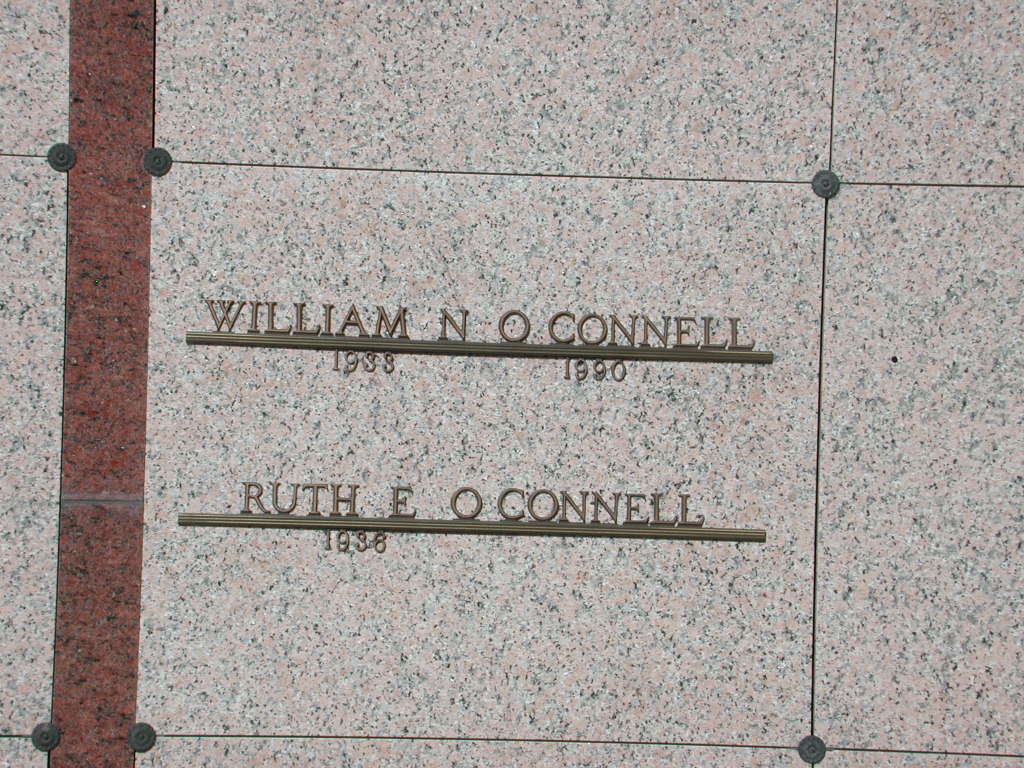 WILLIAM N O CONNELL
1933 1990
RUTH E O CONNELL
1936